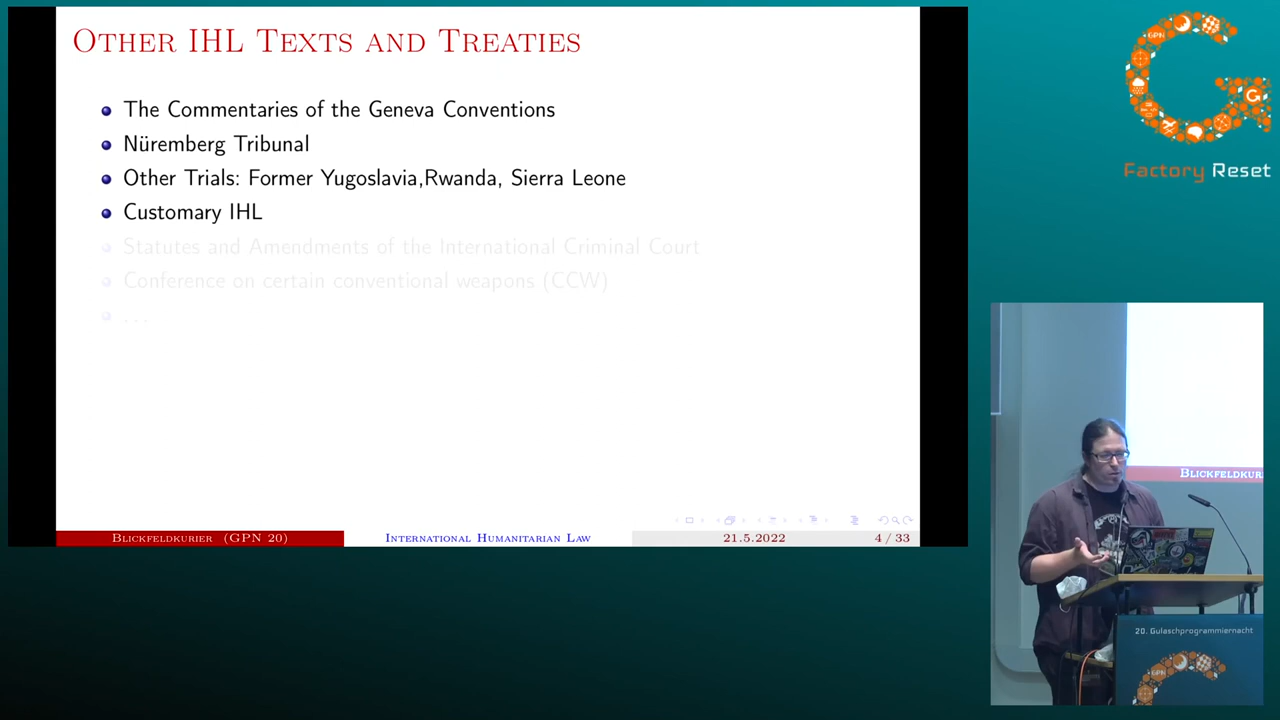 OTHER IHL TEXTS AND TREATIES
The Commentaries of the Geneva Conventions
Nüremberg Tribunal
Other Trials: Former Yugoslavia,Rwanda, Sierra Leone
Customary IHL
Statutes and Amendments of the International Criminal Court
Conference on certain conventional weapons (CCW)
...
BLICKFELDKURIER (GPN 20)
INTERNATIONAL HUMANITARIAN LAW
21.5.2022
4 / 33
GPN
G
Factory Reset
BLICKFELDKUR
20. Gulaschprogrammiernacht